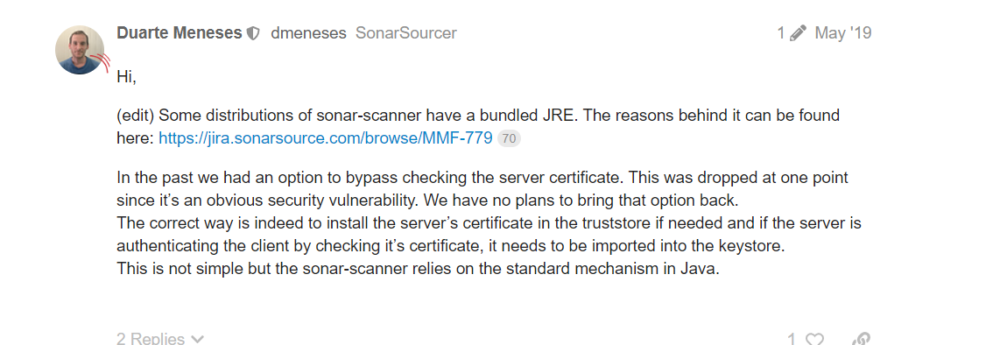 Duarte Meneses dmeneses SonarSourcer 1 May '19
Hi,
(edit) Some distributions of sonar-scanner have a bundled JRE. The reasons behind it can be found
here: https://jira.sonarsource.com/browse/MMF-779 70
In the past we had an option to bypass checking the server certificate. This was dropped at one point
since it's an obvious security vulnerability. We have no plans to bring that option back.
The correct way is indeed to install the server's certificate in the truststore if needed and if the server is
authenticating the client by checking it's certificate, it needs to be imported into the keystore.
This is not simple but the sonar-scanner relies on the standard mechanism in Java.
2 Replies 1